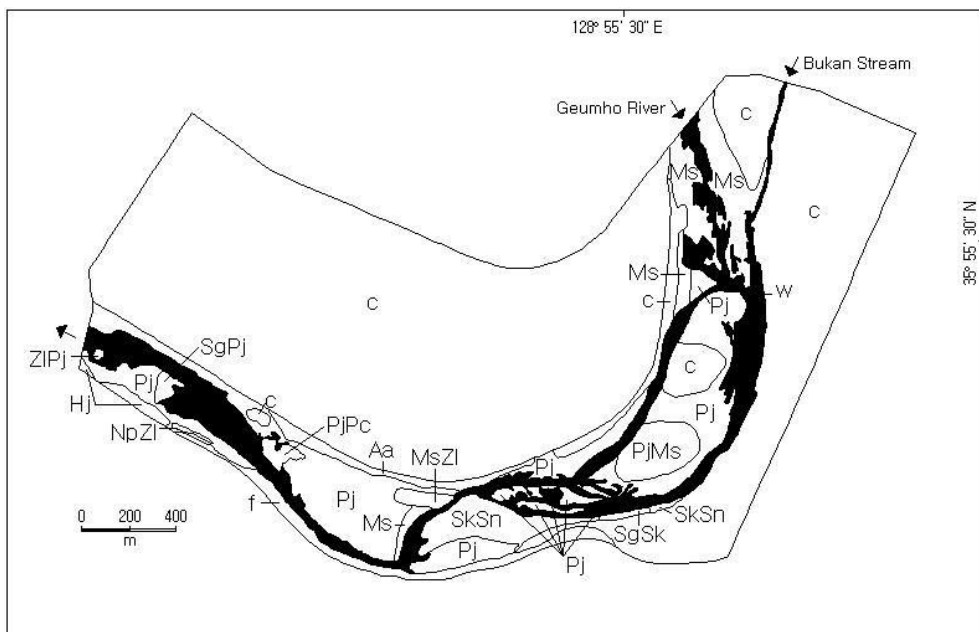 128° 55' 30" E
Bukan Stream
Geumho River
C
Ms
Ms
C
35° 55' 30" N
Ms
W
C
Pj
C
SgPj
ZlPj
Pj
C
Pj
Hj
C
PjPc
NpZl
PjMs
Aa
MsZl
Pj
Pj
f
SkSn
SkSn
Ms
SgSk
Pj
Pj
0 200 400
m